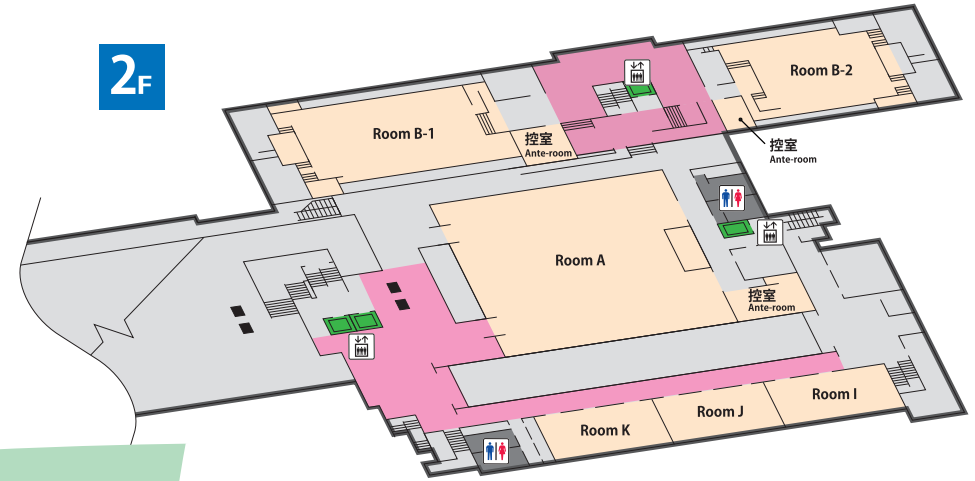 2F
Room B-2
Room B-1
控室
Ante-room
控室
Ante-room
Room A
控室
Ante-room
Room I
Room J
Room K